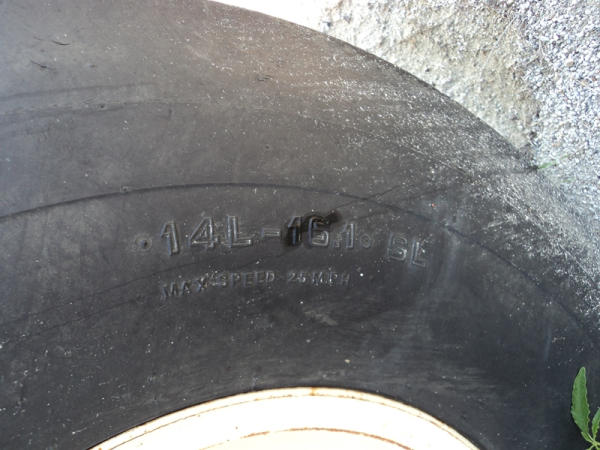 .14L-16.1. SL
MAX SPEED 25 MPH